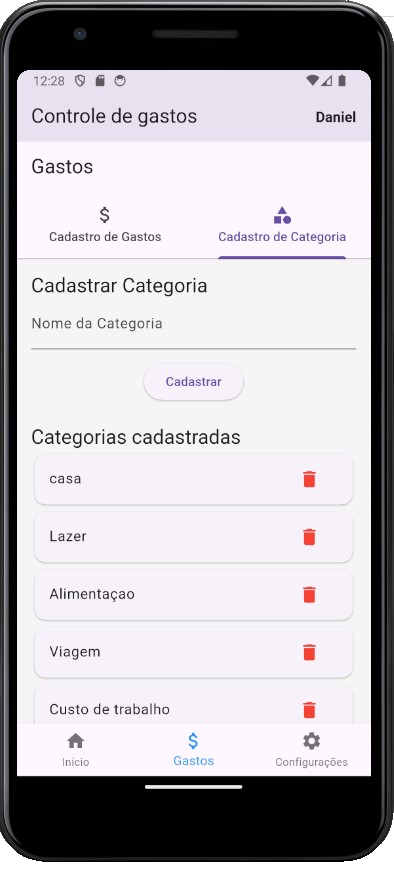 12:28
Controle de gastos Daniel
Gastos
Cadastro de Gastos Cadastro de Categoria
Cadastrar Categoria
Nome da Categoria
Cadastrar
Categorias cadastradas
casa
Lazer
Alimentaçao
Viagem
Custo de trabalho
Início Gastos Configurações